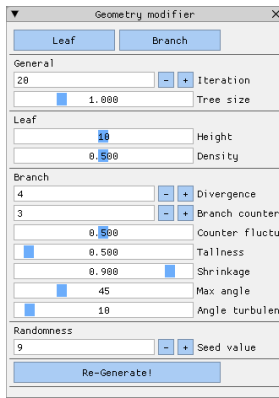 Geometry modifier
Leaf Branch
General
20 - + Iteration
1.000 Tree size
Leaf
10 Height
0.500 Density
Branch
4 - + Divergence
3 - + Branch counter
0.500 Counter fluctu
0.500 Tallness
0.900 Shrinkage
45 Max angle
10 Angle turbulen
Randomness
9 - + Seed value
Re-Generate!